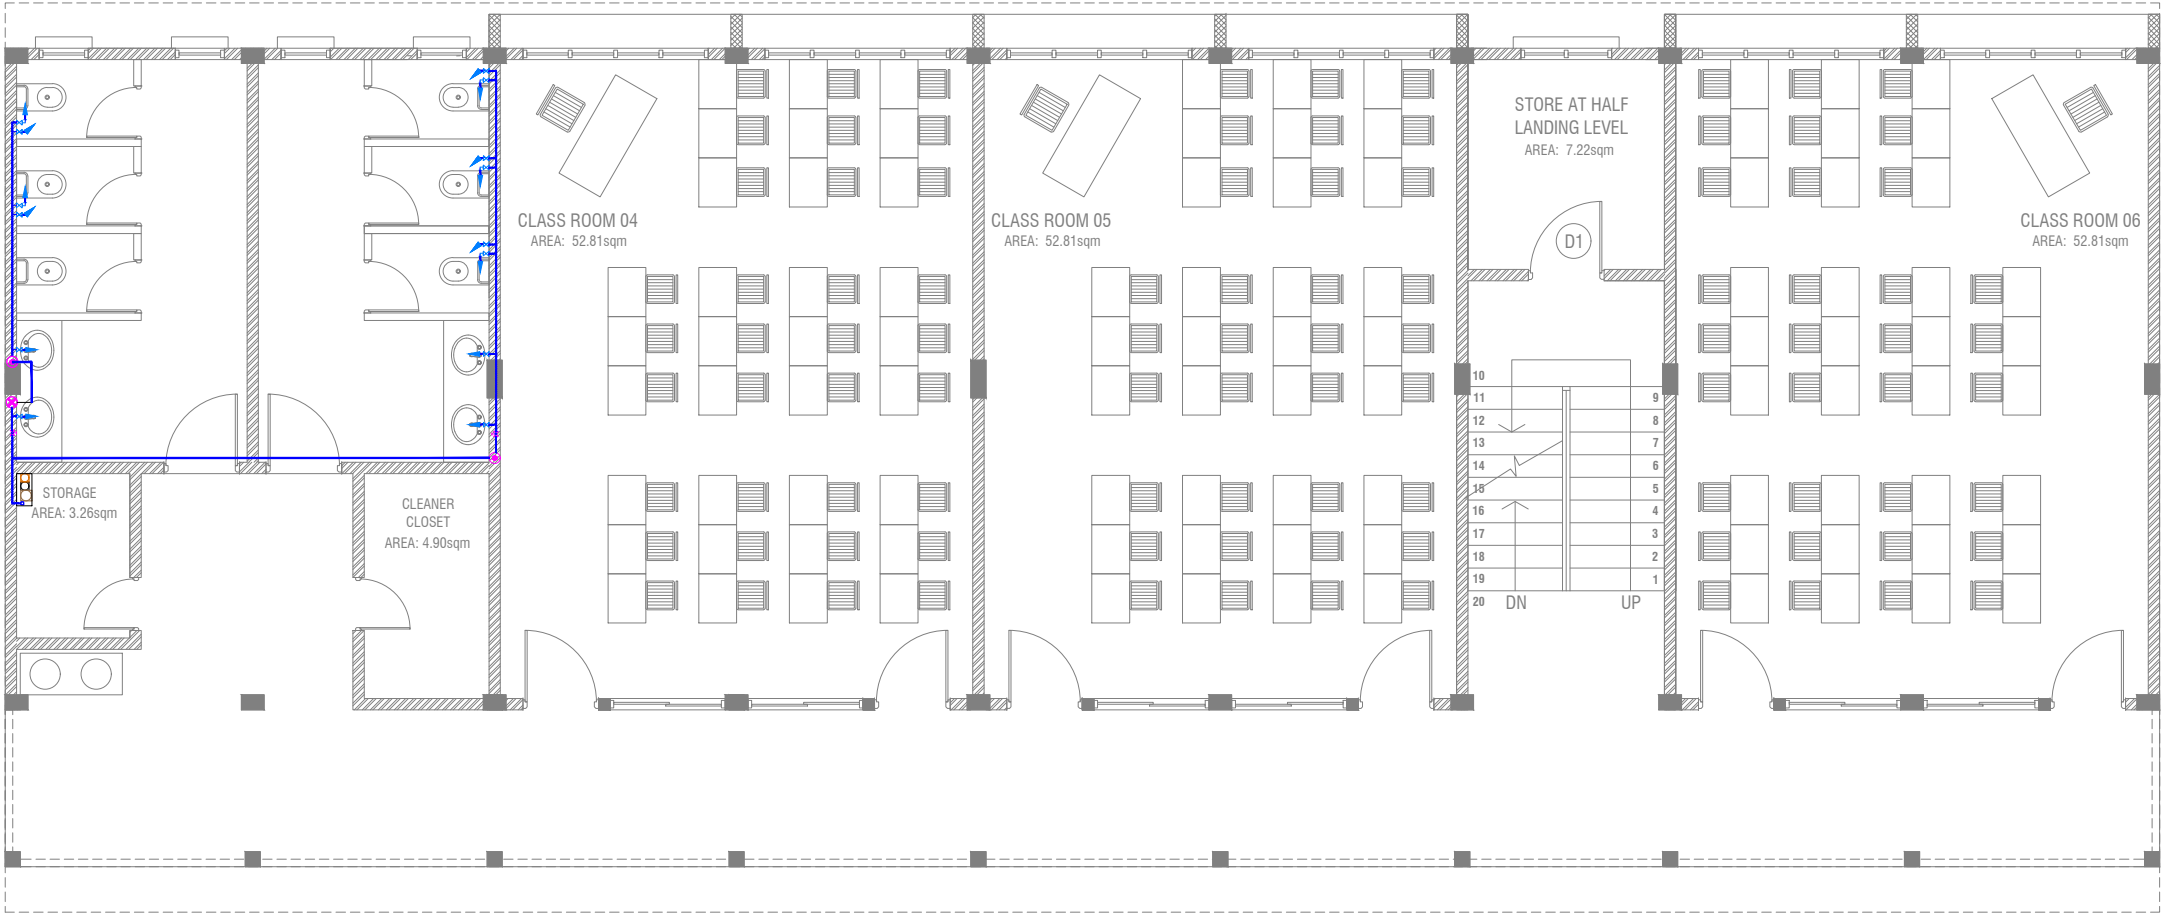 STORE AT HALF
LANDING LEVEL
AREA: 7.22sqm
CLASS ROOM 04
AREA: 52.81sqm
CLASS ROOM 05
AREA: 52.81sqm
D1
CLASS ROOM 06
AREA: 52.81sqm
10
11
12
13
14
15
16
17
18
19
20
9
8
7
6
5
4
3
2
1
DN
UP
STORAGE
AREA: 3.26sqm
CLEANER
CLOSET
AREA: 4.90sqm